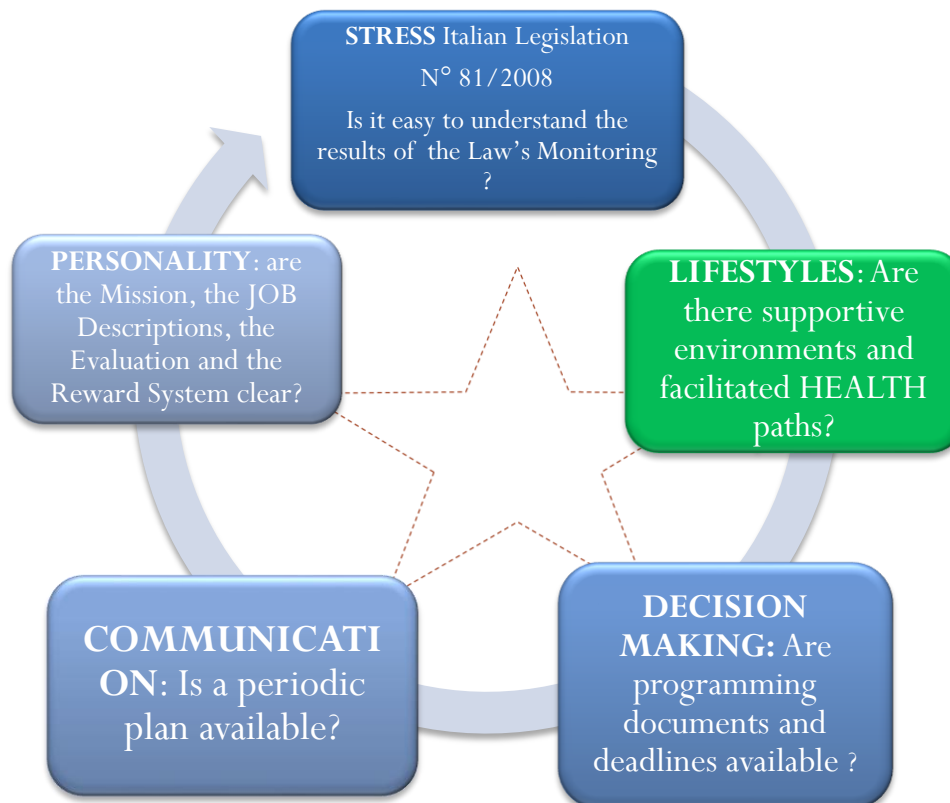 STRESS Italian Legislation
N° 81/2008
Is it easy to understand the
results of the Law's Monitoring
?
LIFESTYLES: Are
there supportive
environments and
facilitated HEALTH
paths?
DECISION
MAKING: Are
programming
documents and
deadlines available ?
COMMUNICATI
ON: Is a periodic
plan available?
PERSONALITY: are
the Mission, the JOB
Descriptions, the
Evaluation and the
Reward System clear?